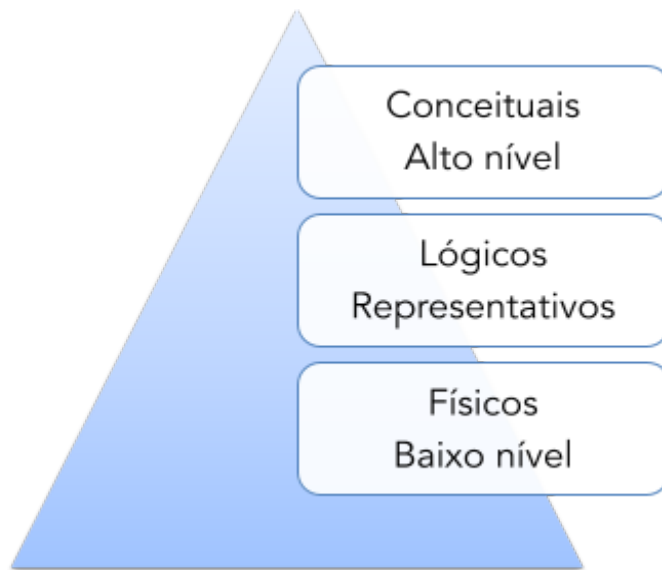 Conceituais
Alto nível
Lógicos
Representativos
Físicos
Baixo nível